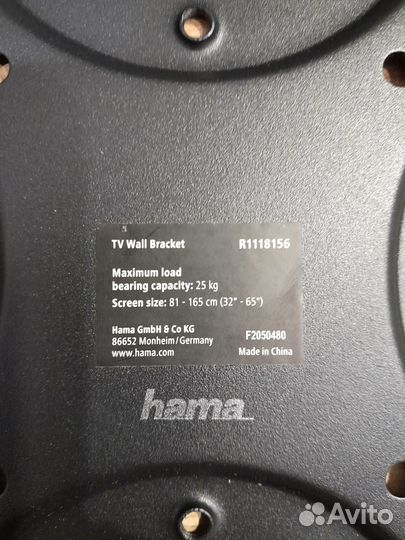 TV Wall Bracket R1118156
Maximum load
bearing capacity: 25 kg
Screen size: 81 - 165 cm (32” - 65”)
Hama GmbH & Co KG F2050480
86652 Monheim/Germany
www.hama.com Made in China
hama
Avito